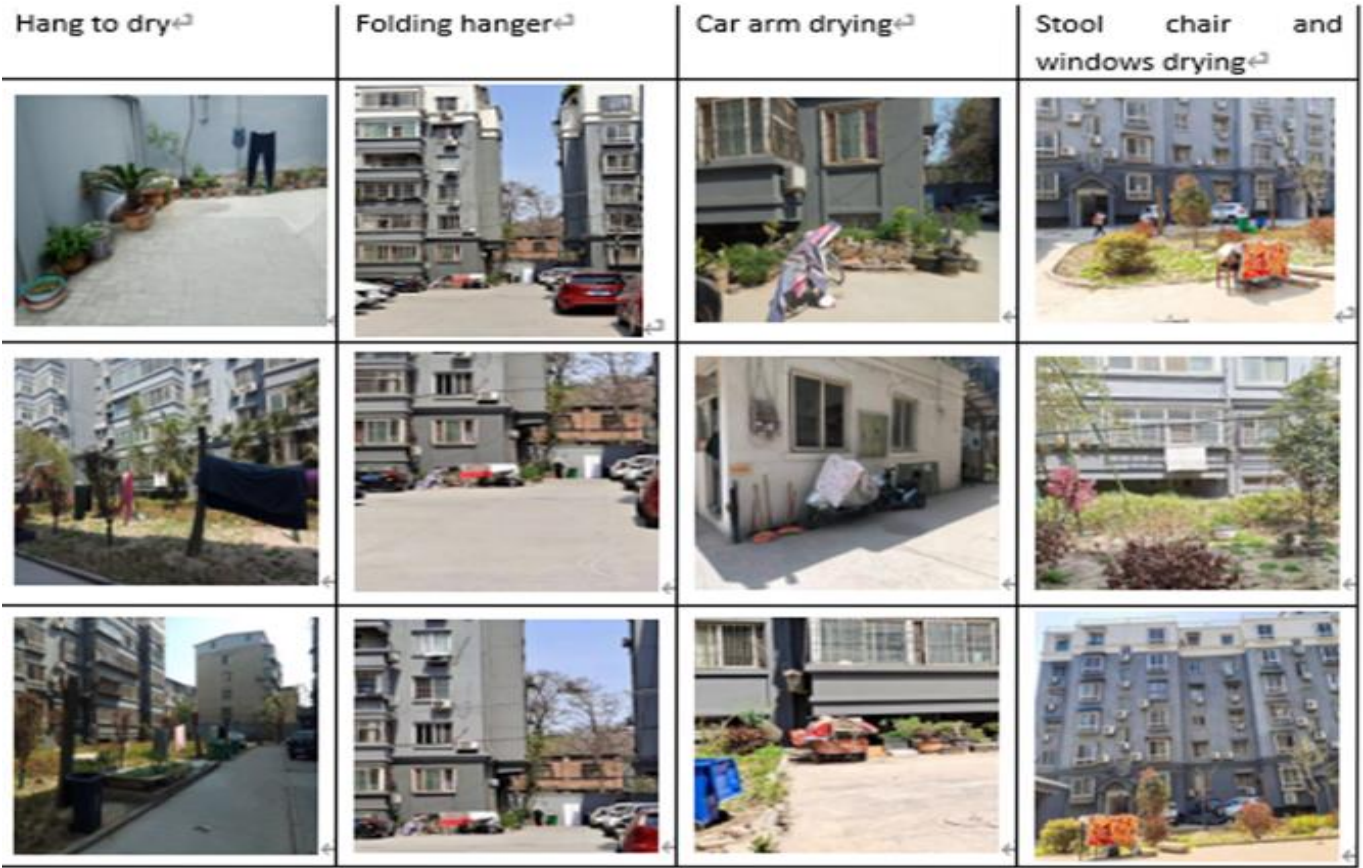 Hang to dry
Folding hanger
Car arm drying
Stool chair and
windows drying